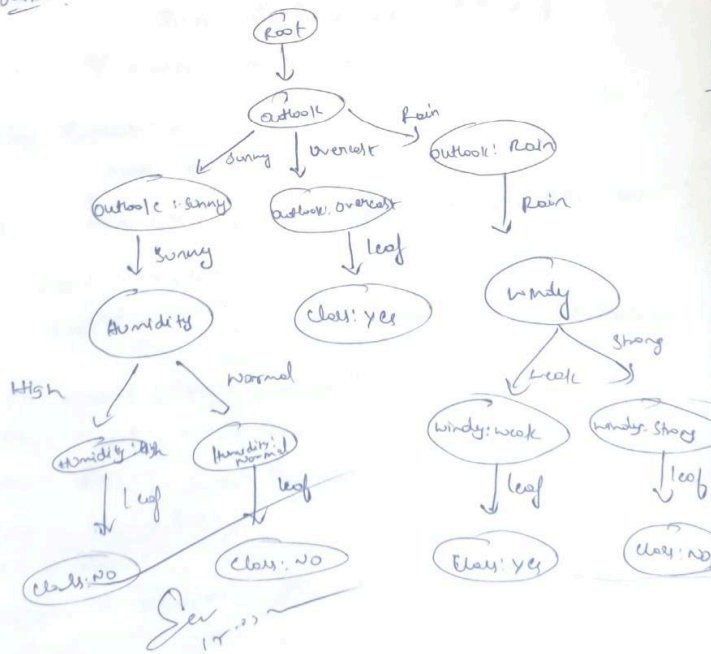 Root
Outlook
Sunny
Overcast
Rain
Outlook: Sunny
Outlook: Overcast
Outlook: Rain
Sunny
leaf
Rain
Humidity
Class: Yes
Windy
High
Normal
Weak
Strong
Humidity: High
Humidity: Normal
Windy: Weak
Windy: Strong
leaf
leaf
leaf
leaf
Class: NO
Class: NO
Class: Yes
Class: NO